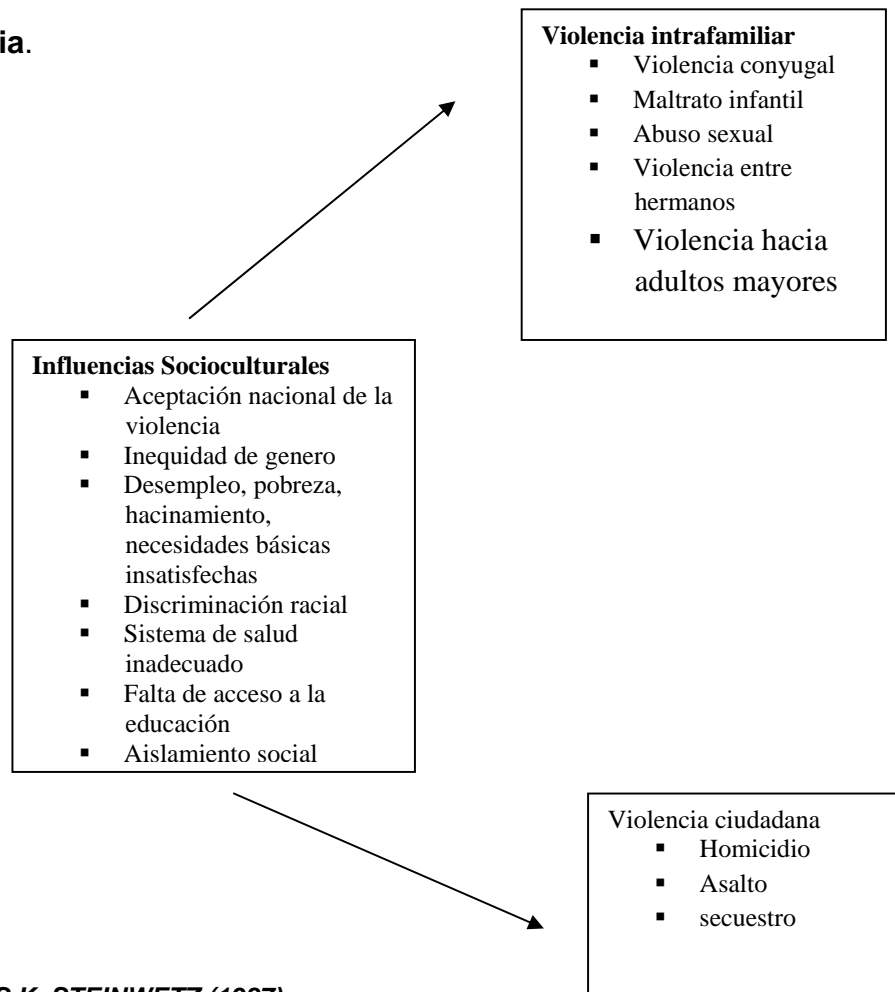 ia.
Violencia intrafamiliar
▪ Violencia conyugal
▪ Maltrato infantil
▪ Abuso sexual
▪ Violencia entre
hermanos
▪ Violencia hacia
adultos mayores
Influencias Socioculturales
▪ Aceptación nacional de la
violencia
▪ Inequidad de genero
▪ Desempleo, pobreza,
hacinamiento,
necesidades básicas
insatisfechas
▪ Discriminación racial
▪ Sistema de salud
inadecuado
▪ Falta de acceso a la
educación
▪ Aislamiento social
Violencia ciudadana
▪ Homicidio
▪ Asalto
▪ secuestro